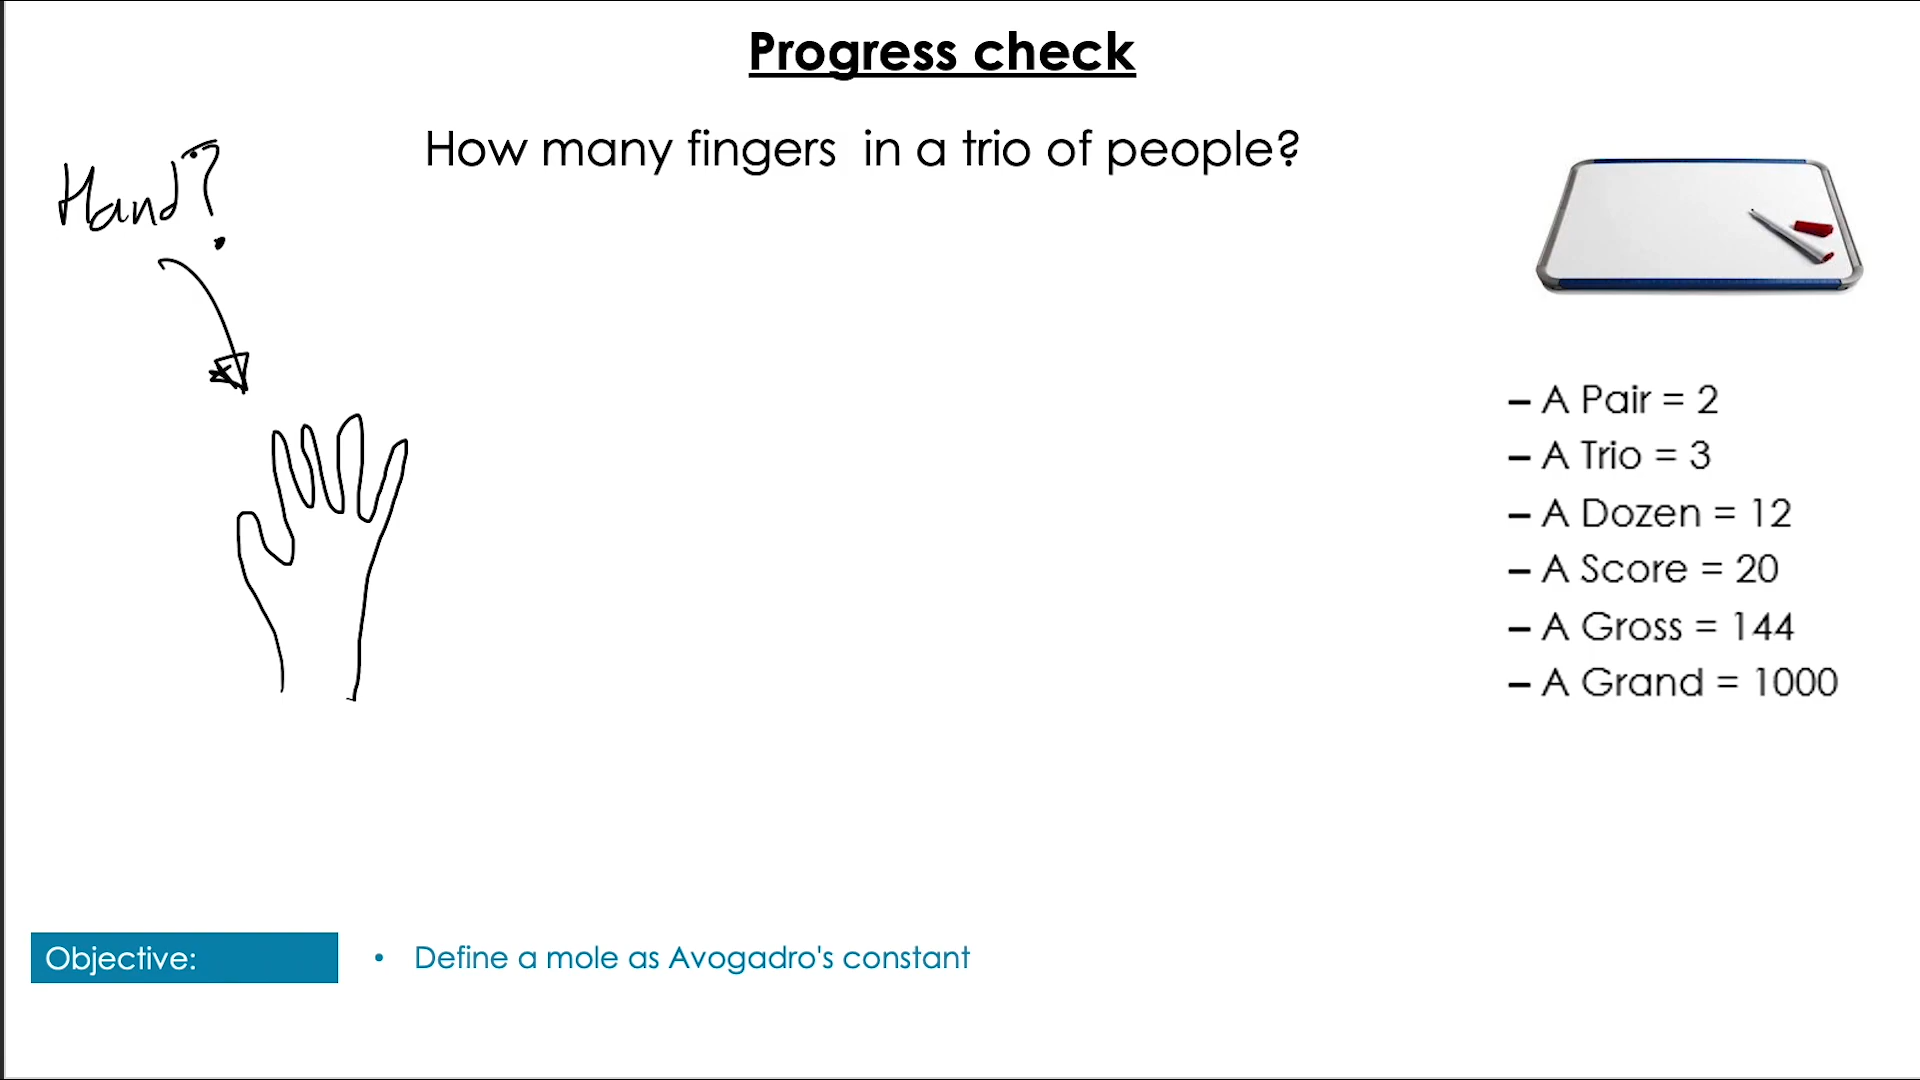 Progress check
How many fingers in a trio of people?
Hand?
– A Pair = 2
– A Trio = 3
– A Dozen = 12
– A Score = 20
– A Gross = 144
– A Grand = 1000
Objective:
• Define a mole as Avogadro's constant